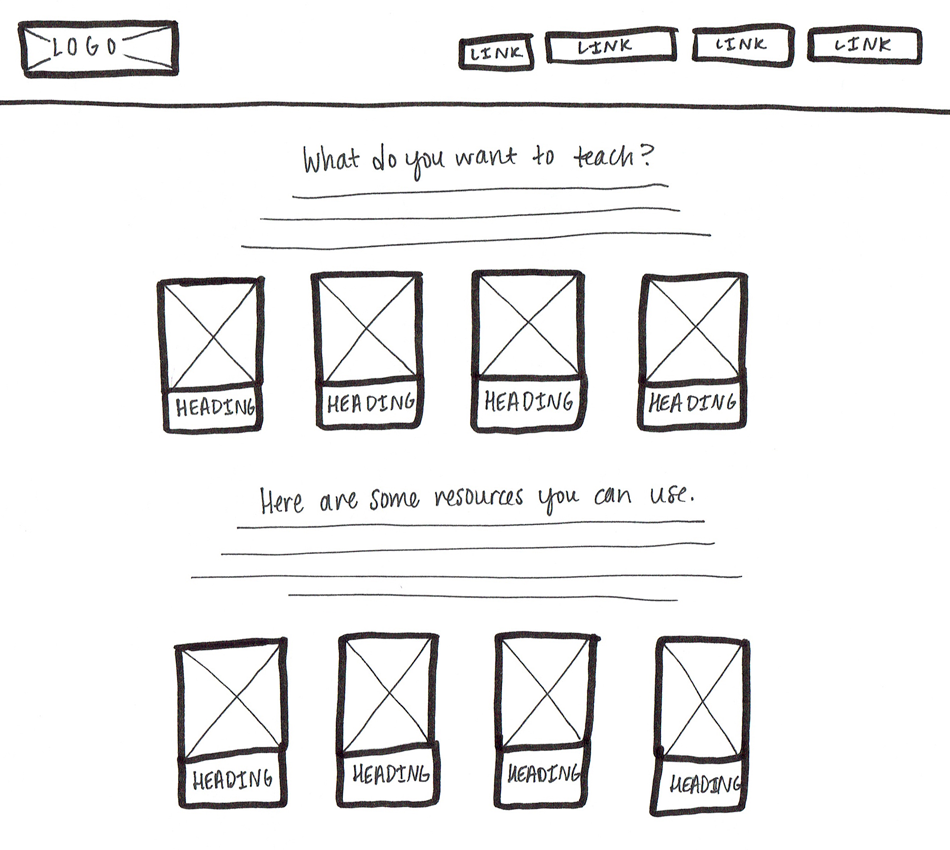 LOGO LINK LINK LINK LINK
What do you want to teach?
HEADING HEADING HEADING HEADING
Here are some resources you can use.
HEADING HEADING HEADING HEADING